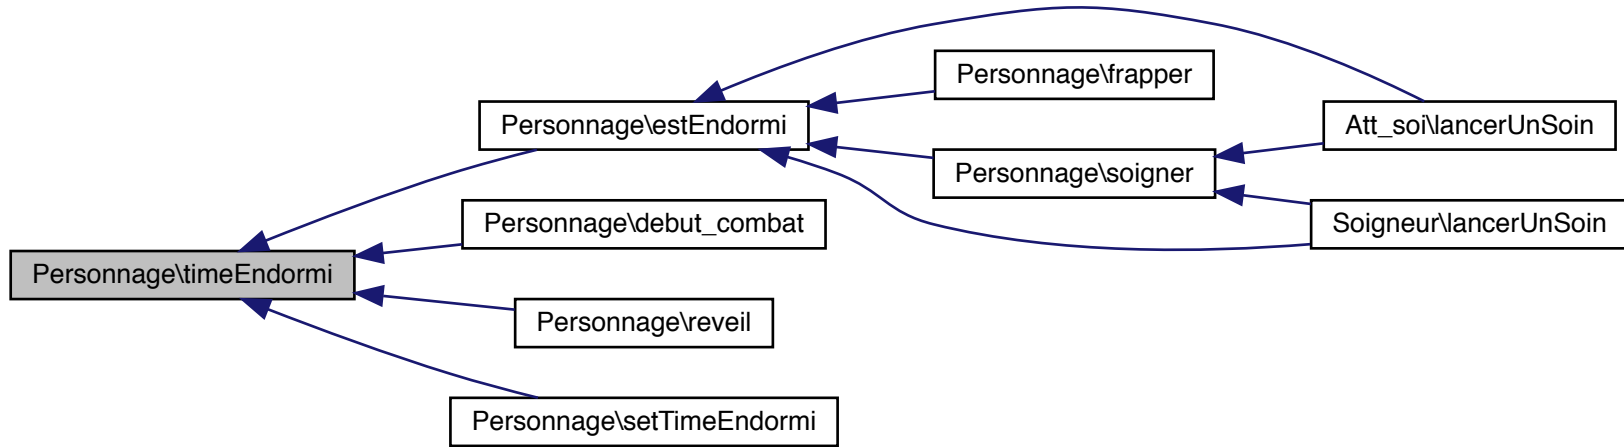 Personnage\frapper
Personnage\estEndormi
Att_soi\lancerUnSoin
Personnage\soigner
Personnage\debut_combat
Soigneur\lancerUnSoin
Personnage\timeEndormi
Personnage\reveil
Personnage\setTimeEndormi